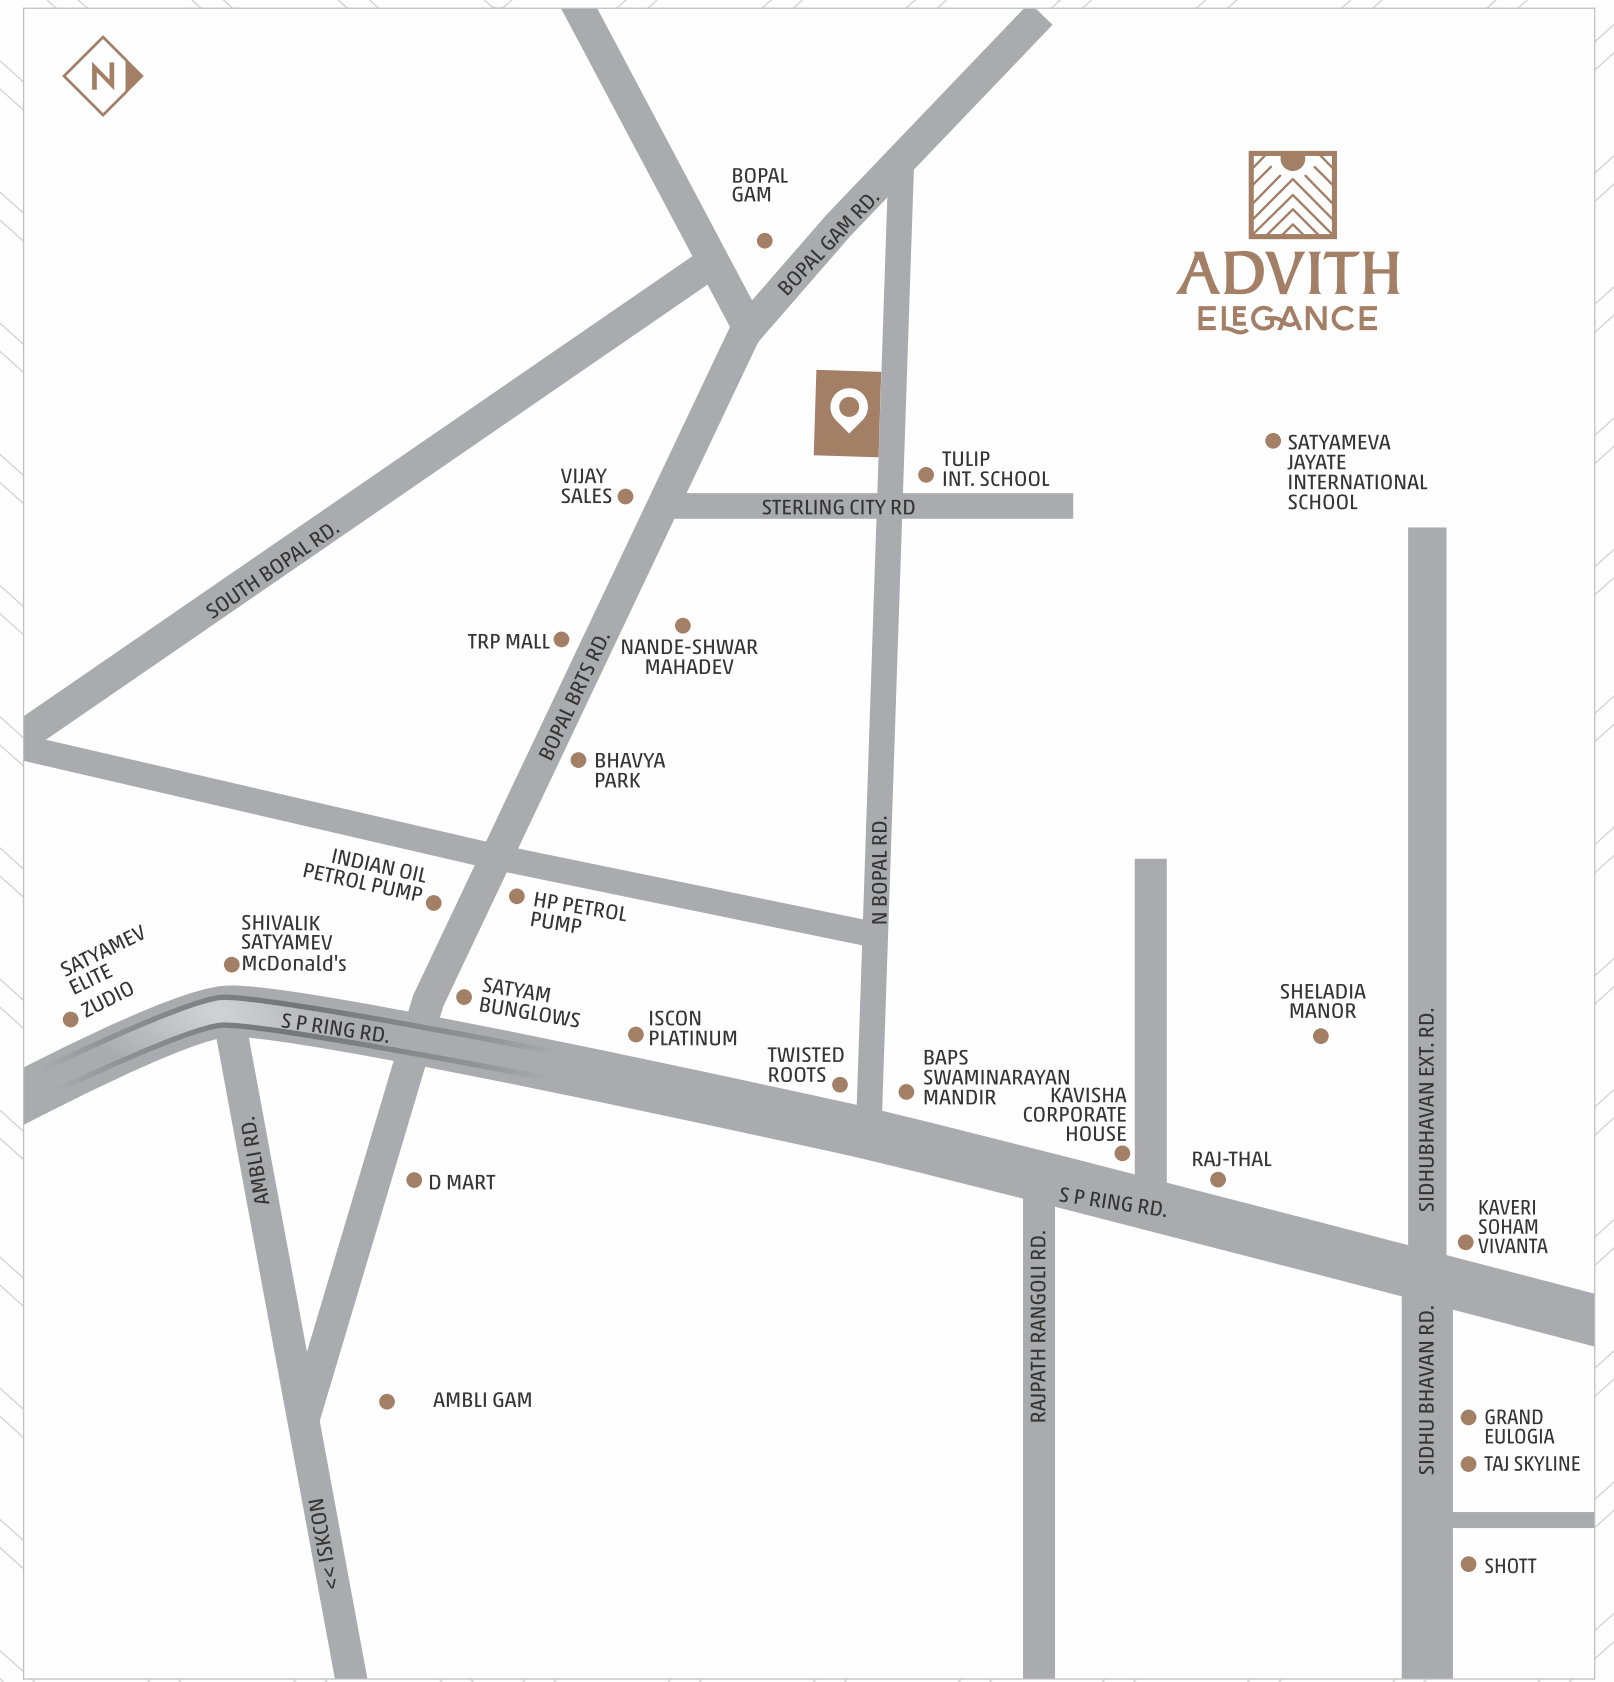 N
BOPAL
GAM
BOPAL GAM RD.
ADVITH
ELEGANCE
SATYAMEVA
JAYATE
INTERNATIONAL
SCHOOL
TULIP
INT. SCHOOL
VIJAY
SALES
STERLING CITY RD
SOUTH BOPAL RD.
TRP MALL
BOPAL BRTS RD.
NANDE-SHWAR
MAHADEV
BHAVYA
PARK
N BOPAL RD.
INDIAN OIL
PETROL PUMP
HP PETROL
PUMP
SATYAMEV
ELITE
ZUDIO
SHIVALIK
SATYAMEV
McDonald's
S P RING RD.
SATYAM
BUNGLOWS
ISCON
PLATINUM
TWISTED
ROOTS
BAPS
SWAMINARAYAN
MANDIR
KAVISHA
CORPORATE
HOUSE
SHELADIA
MANOR
SIDHUBHAVAN EXT. RD.
RAJ-THAL
S P RING RD.
KAVERI
SOHAM
VIVANTA
AMBLI RD.
D MART
RAJPATH RANGOLI RD.
SIDHU BHAVAN RD.
AMBLI GAM
GRAND
EULOGIA
TAJ SKYLINE
<< ISKCON
SHOTT